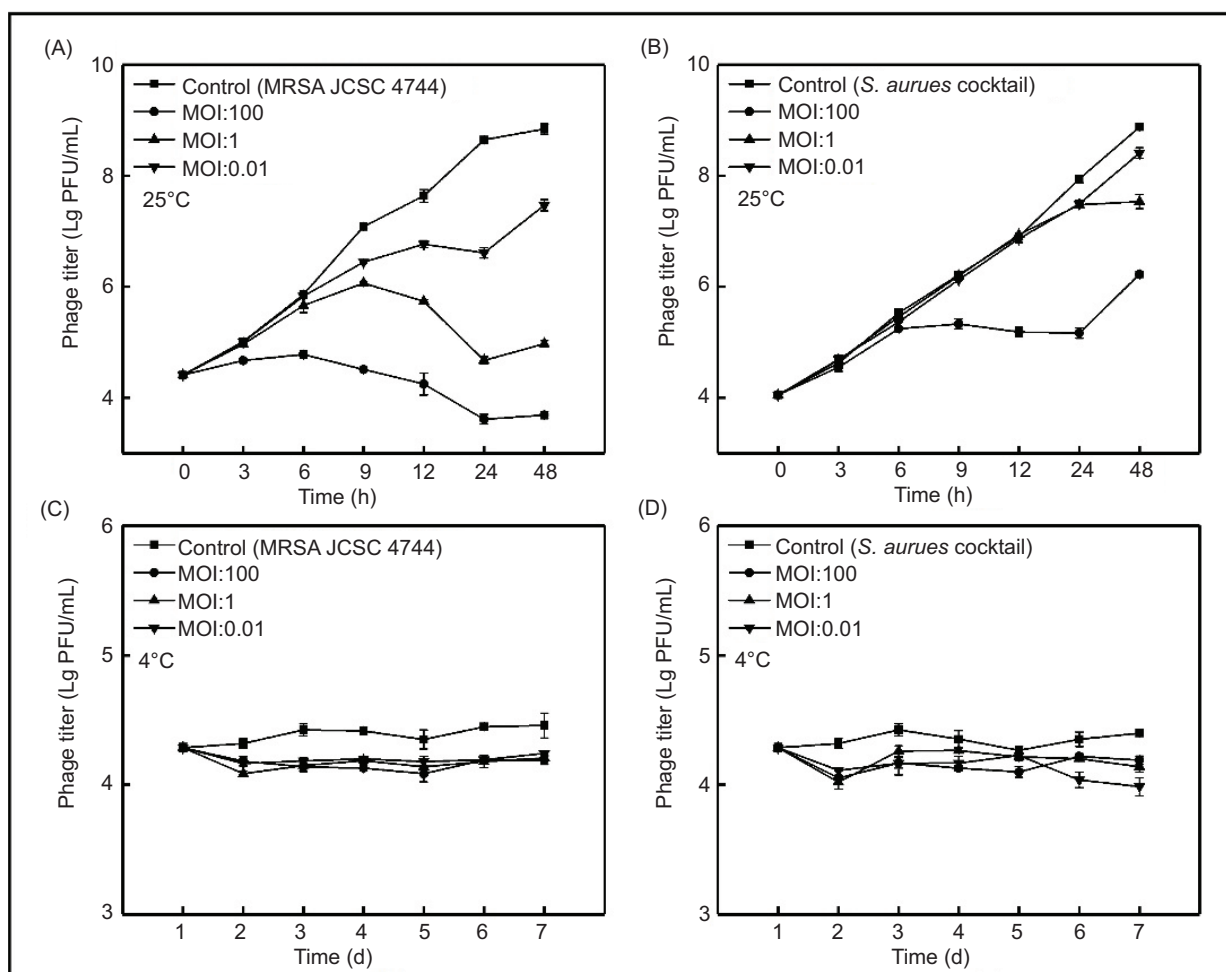 (A)
10
8
6
4
Phage titer (Lg PFU/mL)
Control (MRSA JCSC 4744)
MOI:100
MOI:1
MOI:0.01
25°C
0 3 6 9 12 24 48
Time (h)
(B)
10
8
6
4
Phage titer (Lg PFU/mL)
Control (S. aurues cocktail)
MOI:100
MOI:1
MOI:0.01
25°C
0 3 6 9 12 24 48
Time (h)
(C)
6
5
4
3
Phage titer (Lg PFU/mL)
Control (MRSA JCSC 4744)
MOI:100
MOI:1
MOI:0.01
4°C
1 2 3 4 5 6 7
Time (d)
(D)
6
5
4
3
Phage titer (Lg PFU/mL)
Control (S. aurues cocktail)
MOI:100
MOI:1
MOI:0.01
4°C
1 2 3 4 5 6 7
Time (d)